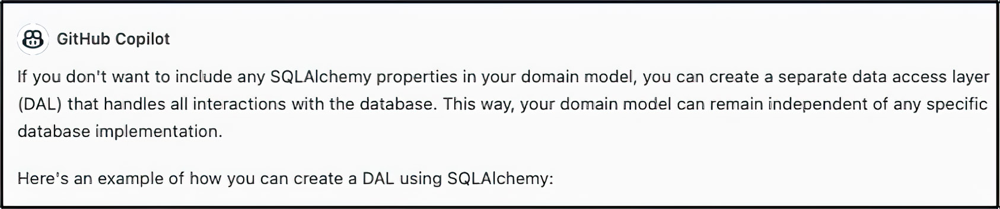 GitHub Copilot
If you don't want to include any SQLAlchemy properties in your domain model, you can create a separate data access layer
(DAL) that handles all interactions with the database. This way, your domain model can remain independent of any specific
database implementation.
Here's an example of how you can create a DAL using SQLAlchemy: